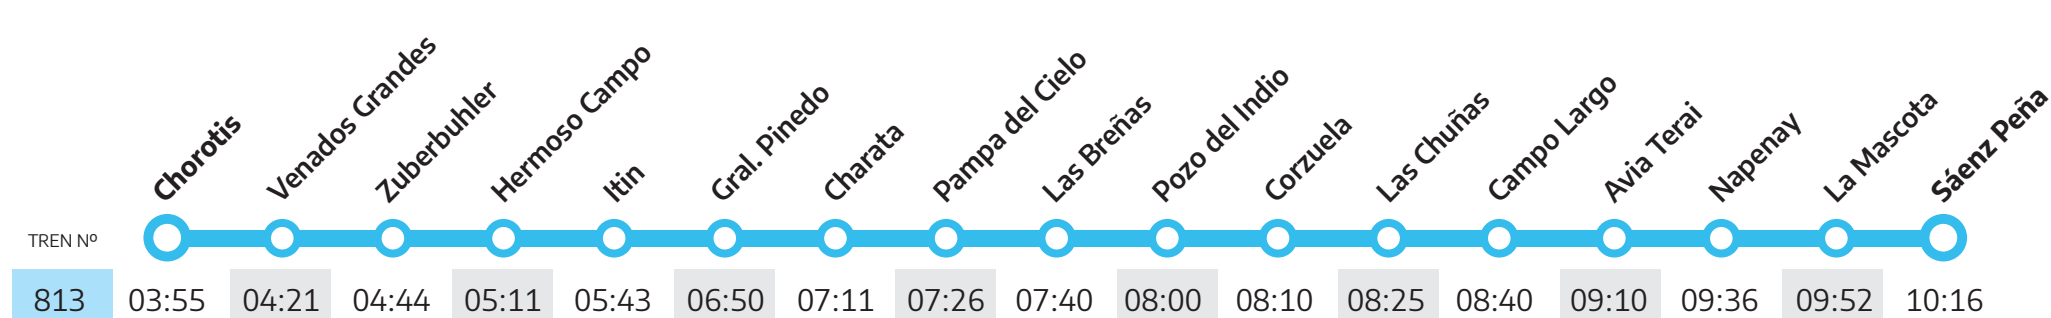 Chorotis
Venados Grandes
Zuberbuhler
Hermoso Campo
Itin
Gral. Pinedo
Charata
Pampa del Cielo
Las Breñas
Pozo del Indio
Corzuela
Las Chuñas
Campo Largo
Avia Terai
Napenay
La Mascota
Sáenz Peña
TREN Nº
813 03:55 04:21 04:44 05:11 05:43 06:50 07:11 07:26 07:40 08:00 08:10 08:25 08:40 09:10 09:36 09:52 10:16